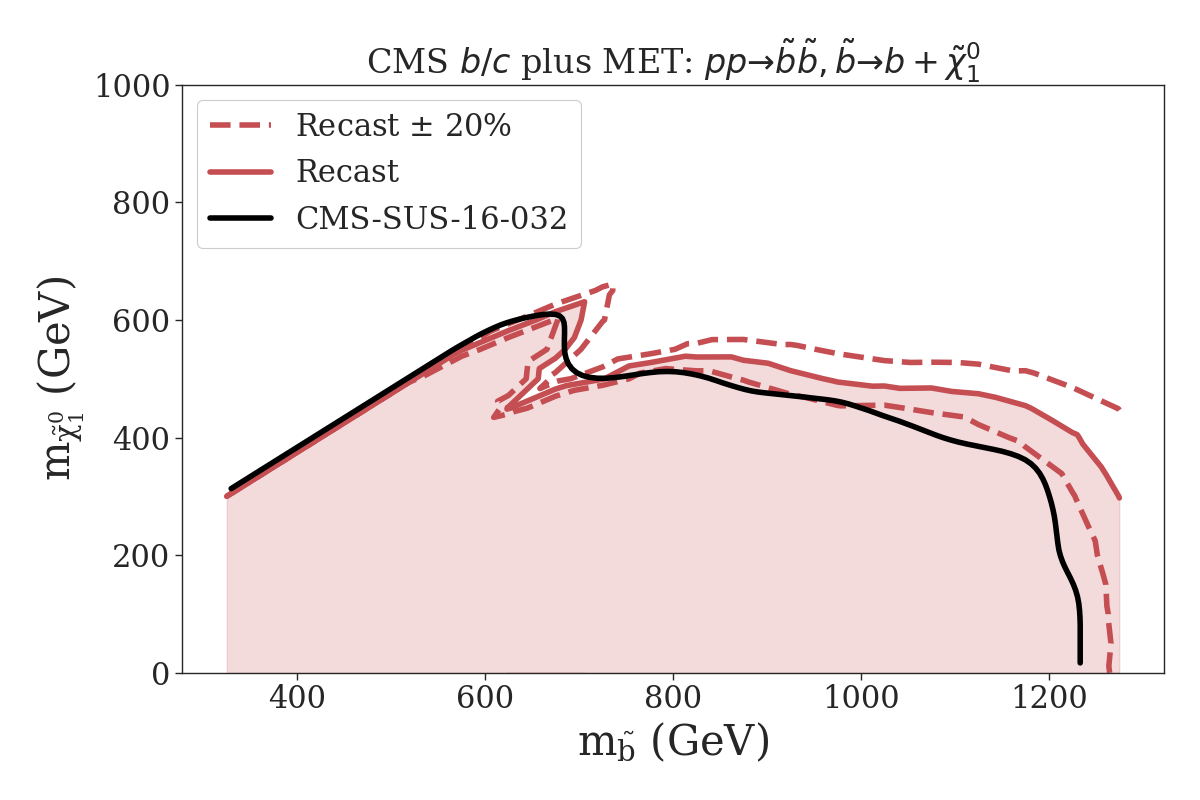 CMS b/c plus MET: pp→b̃b̃, b̃→b + χ̃₁⁰
1000
800
600
400
200
0
Recast ± 20%
Recast
CMS-SUS-16-032
m_χ̃₁⁰ (GeV)
400
600
800
1000
1200
m_b̃ (GeV)